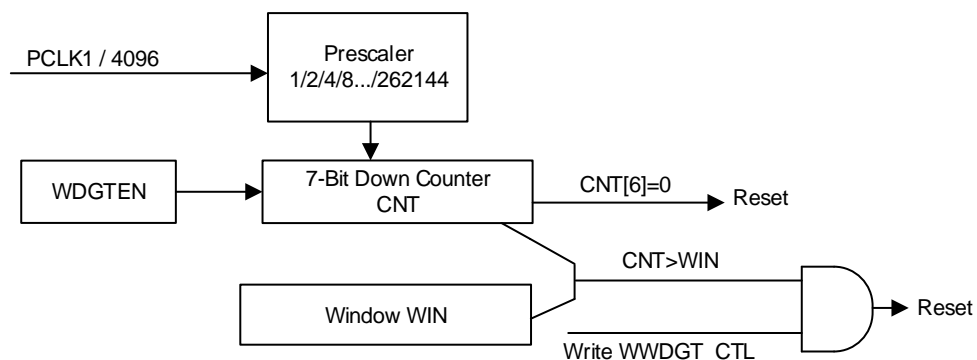 PCLK1 / 4096
Prescaler
1/2/4/8.../262144
WDGTEN
7-Bit Down Counter
CNT
CNT[6]=0
Reset
CNT>WIN
Window WIN
Reset
Write WWDGT_CTL